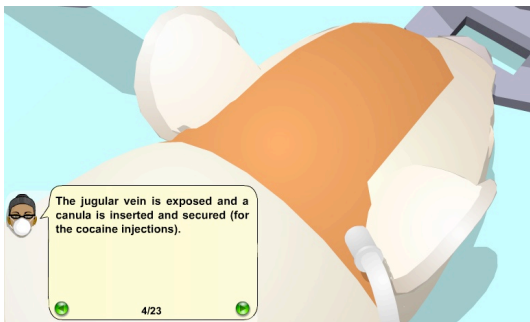 The jugular vein is exposed and a
canula is inserted and secured (for
the cocaine injections).
4/23